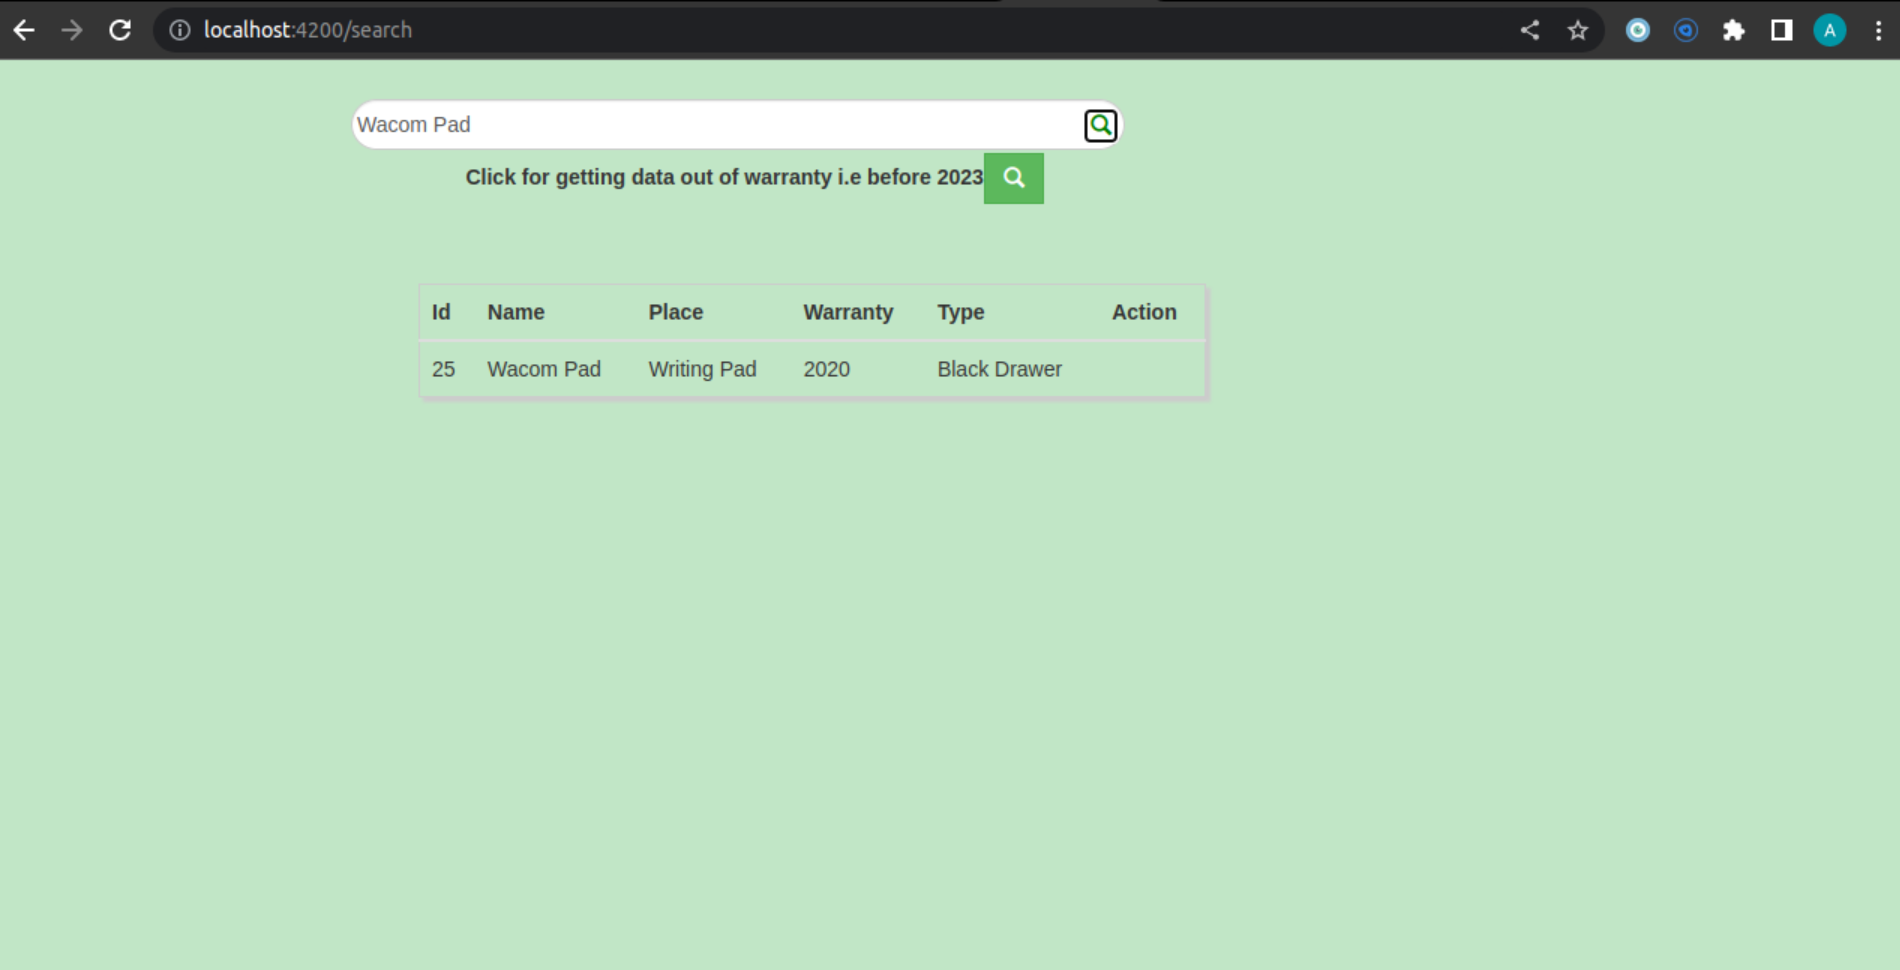 localhost:4200/search
A
Wacom Pad
Click for getting data out of warranty i.e before 2023
Id Name Place Warranty Type Action
25 Wacom Pad Writing Pad 2020 Black Drawer